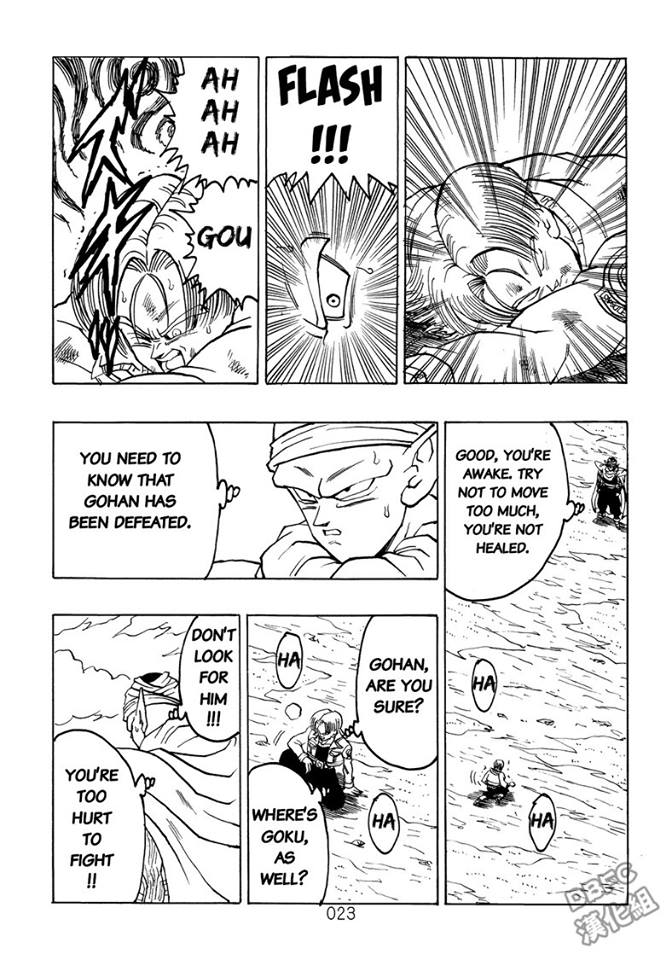 FLASH
!!!
AH
AH
AH
GOU
GOOD, YOU'RE
AWAKE. TRY
NOT TO MOVE
TOO MUCH,
YOU'RE NOT
HEALED.
HA
HA
YOU NEED TO
KNOW THAT
GOHAN HAS
BEEN DEFEATED.
GOHAN,
ARE YOU
SURE?
HA
HA
WHERE'S
GOKU,
AS
WELL?
DON'T
LOOK
FOR
HIM
!!!
YOU'RE
TOO
HURT
TO
FIGHT
!!
023
DBSC
漢化組